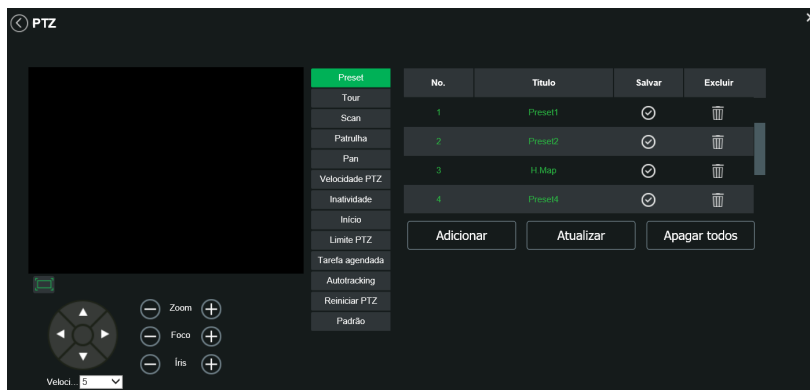 PTZ
Preset
Tour
Scan
Patrulha
Pan
Velocidade PTZ
Inatividade
Início
Limite PTZ
Tarefa agendada
Autotracking
Reiniciar PTZ
Padrão
No. Titulo Salvar Excluir
1 Preset1
2 Preset2
3 H Map
4 Preset4
Adicionar Atualizar Apagar todos
Zoom
Foco
Íris
Veloci... 5